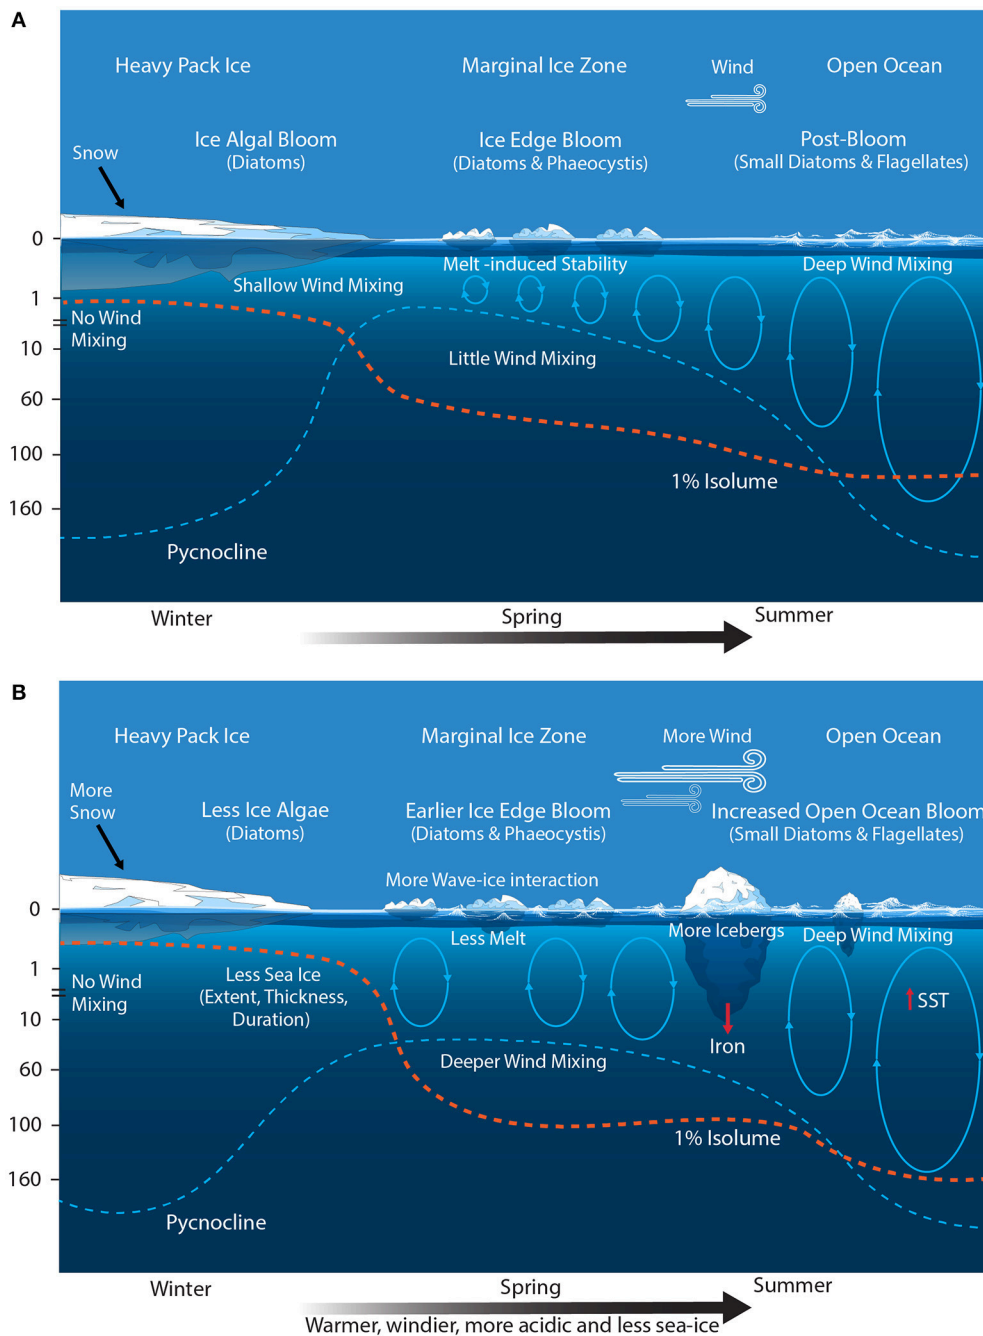 A
Heavy Pack Ice
Marginal Ice Zone
Wind
Open Ocean
Snow
Ice Algal Bloom
(Diatoms)
Ice Edge Bloom
(Diatoms & Phaeocystis)
Post-Bloom
(Small Diatoms & Flagellates)
0
Shallow Wind Mixing
Melt -induced Stability
Deep Wind Mixing
1
No Wind
Mixing
10
Little Wind Mixing
60
100
1% Isolume
160
Pycnocline
Winter
Spring
Summer
B
Heavy Pack Ice
Marginal Ice Zone
More Wind
Open Ocean
More
Snow
Less Ice Algae
(Diatoms)
Earlier Ice Edge Bloom
(Diatoms & Phaeocystis)
Increased Open Ocean Bloom
(Small Diatoms & Flagellates)
More Wave-ice interaction
0
Less Melt
More Icebergs
Deep Wind Mixing
1
No Wind
Mixing
Less Sea Ice
(Extent, Thickness,
Duration)
SST
10
Iron
Deeper Wind Mixing
60
100
1% Isolume
160
Pycnocline
Winter
Spring
Summer
Warmer, windier, more acidic and less sea-ice